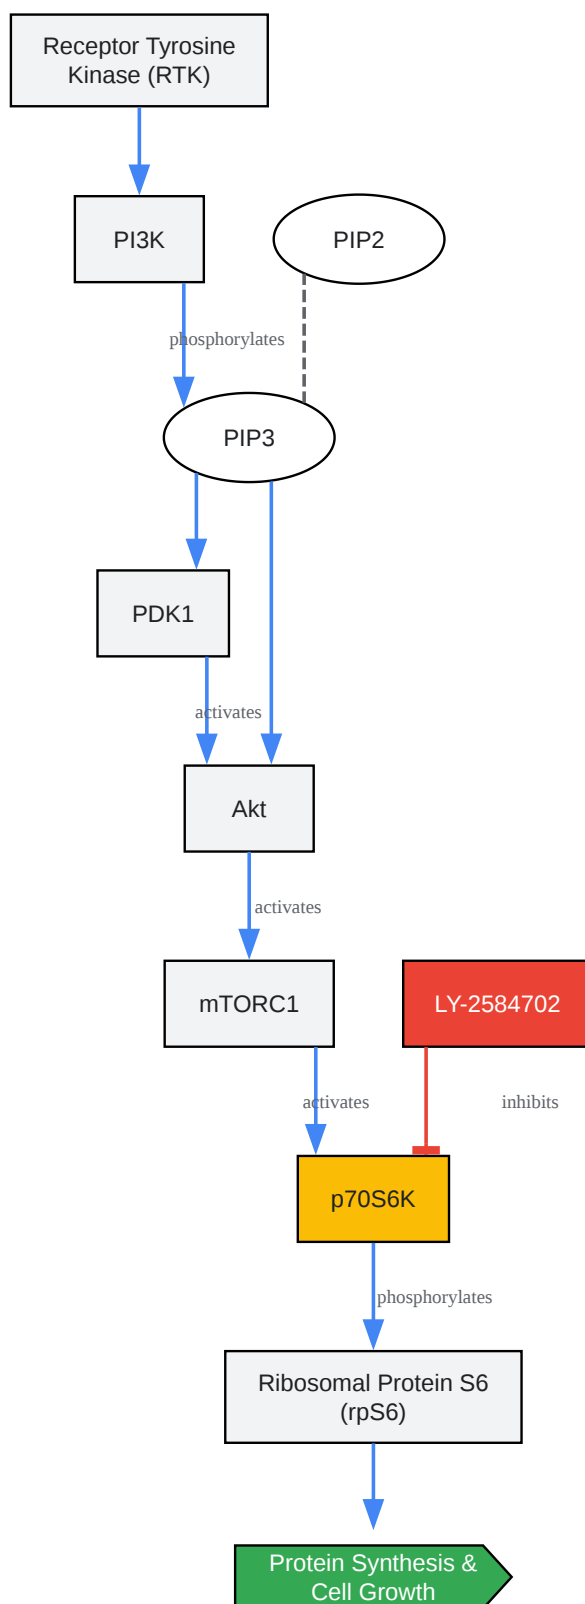 Receptor Tyrosine
Kinase (RTK)
PI3K
PIP2
phosphorylates
PIP3
PDK1
activates
Akt
activates
mTORC1
LY-2584702
activates
inhibits
p70S6K
phosphorylates
Ribosomal Protein S6
(rpS6)
Protein Synthesis &
Cell Growth